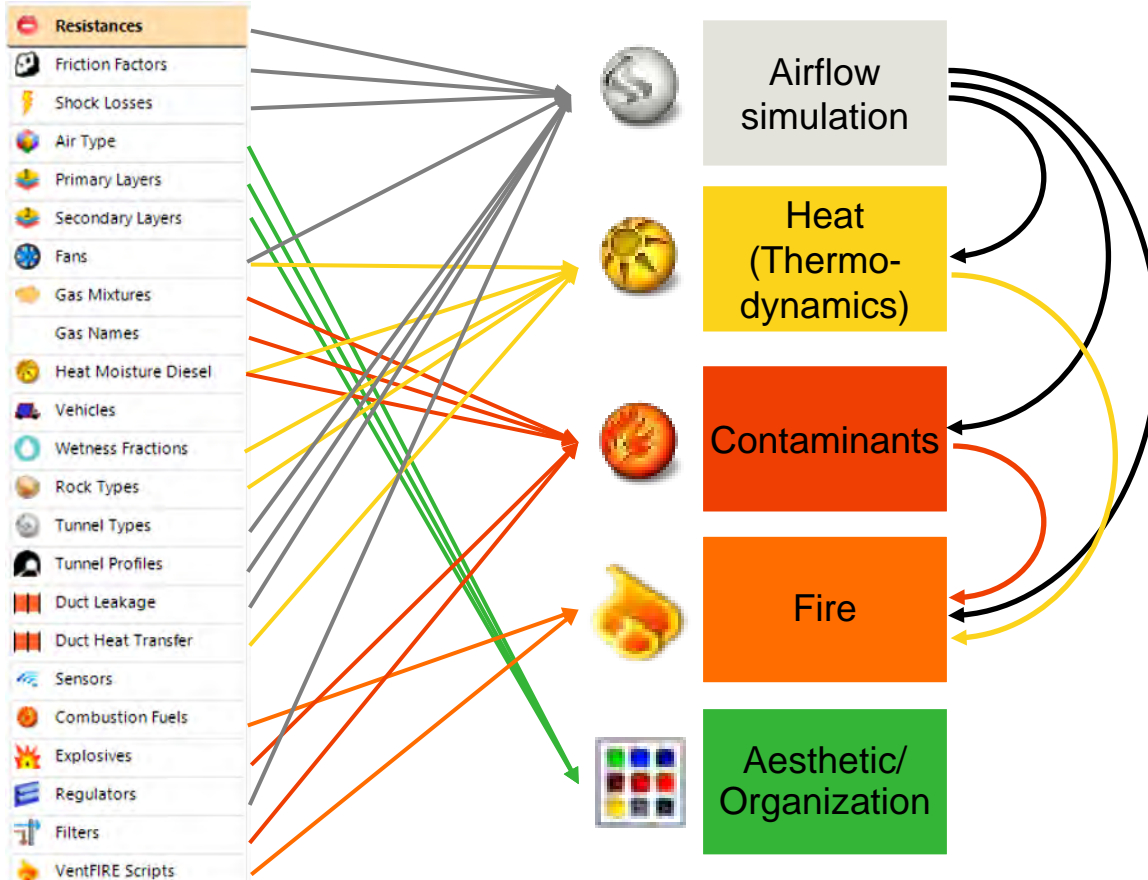 Resistances
Friction Factors
Shock Losses
Air Type
Primary Layers
Secondary Layers
Fans
Gas Mixtures
Gas Names
Heat Moisture Diesel
Vehicles
Wetness Fractions
Rock Types
Tunnel Types
Tunnel Profiles
Duct Leakage
Duct Heat Transfer
Sensors
Combustion Fuels
Explosives
Regulators
Filters
VentFIRE Scripts
Airflow
simulation
Heat
(Thermo-
dynamics)
Contaminants
Fire
Aesthetic/
Organization